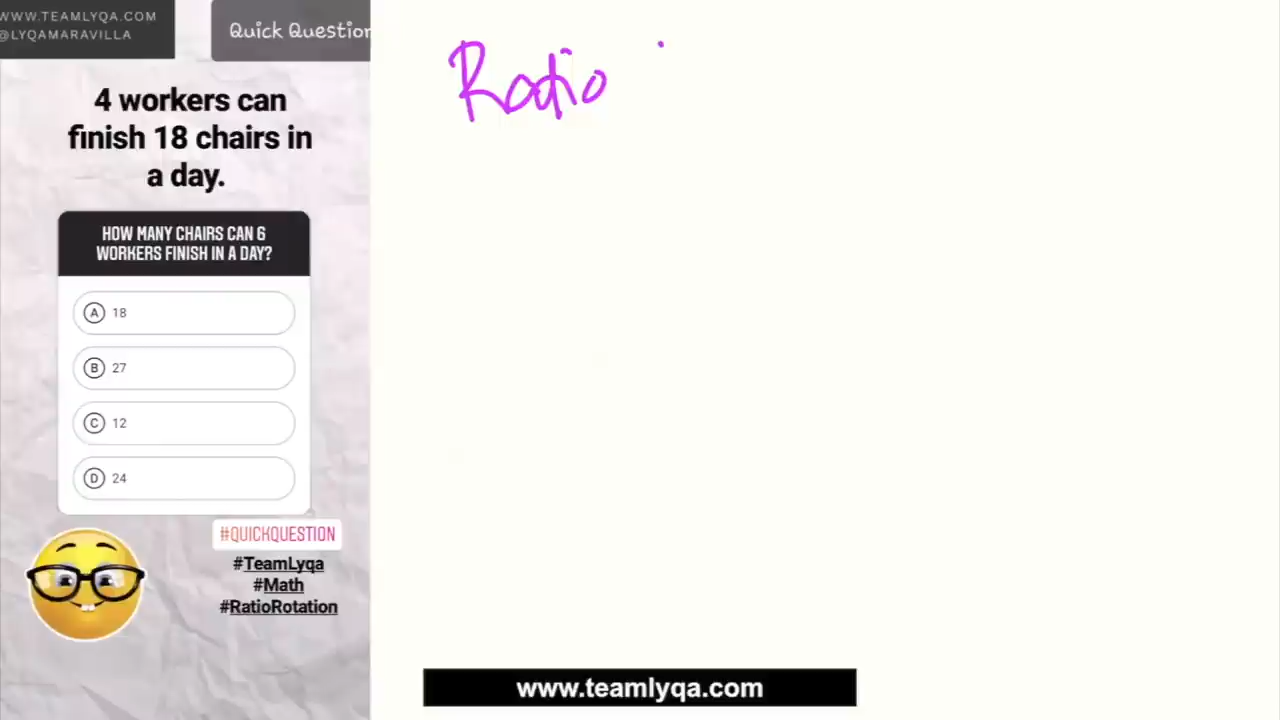 WWW.TEAMLYQA.COM
@LYQAMARAVILLA
Quick Question
4 workers can
finish 18 chairs in
a day.
HOW MANY CHAIRS CAN 6
WORKERS FINISH IN A DAY?
A 18
B 27
C 12
D 24
#QUICKQUESTION
#TeamLyqa
#Math
#RatioRotation
Ratio
www.teamlyqa.com